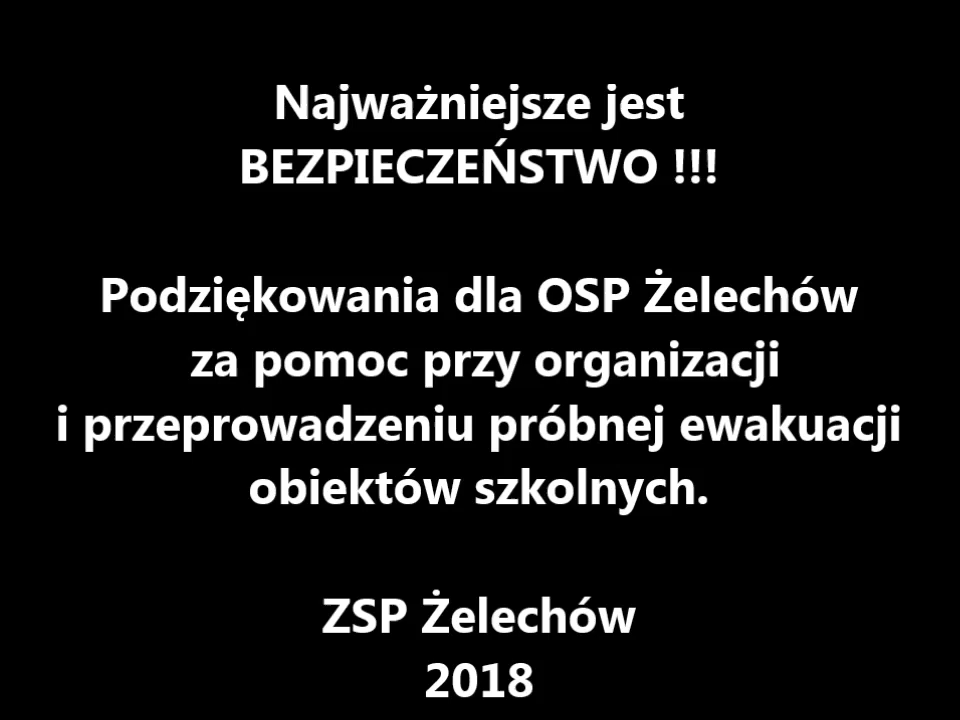 Najważniejsze jest
BEZPIECZEŃSTWO !!!
Podziękowania dla OSP Żelechów
za pomoc przy organizacji
i przeprowadzeniu próbnej ewakuacji
obiektów szkolnych.
ZSP Żelechów
2018